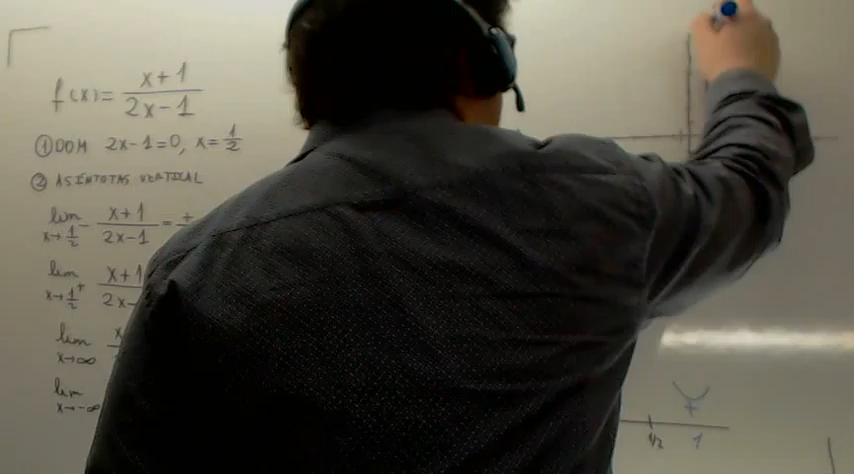 f(x)= x+1 / 2x-1
① DOM 2x-1=0, x= 1/2
② ASÍNTOTAS VERTICAL
lim x→1/2⁻ x+1 / 2x-1 = +
lim x→1/2⁺ x+1 / 2x-
lim x→∞ x
lim x→-∞
+
1/2 1